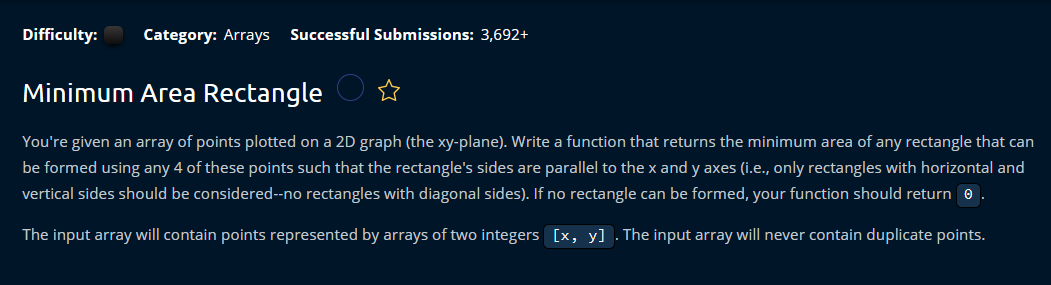 Difficulty: Category: Arrays Successful Submissions: 3,692+
Minimum Area Rectangle
You're given an array of points plotted on a 2D graph (the xy-plane). Write a function that returns the minimum area of any rectangle that can
be formed using any 4 of these points such that the rectangle's sides are parallel to the x and y axes (i.e., only rectangles with horizontal and
vertical sides should be considered--no rectangles with diagonal sides). If no rectangle can be formed, your function should return 0 .
The input array will contain points represented by arrays of two integers [x, y] . The input array will never contain duplicate points.